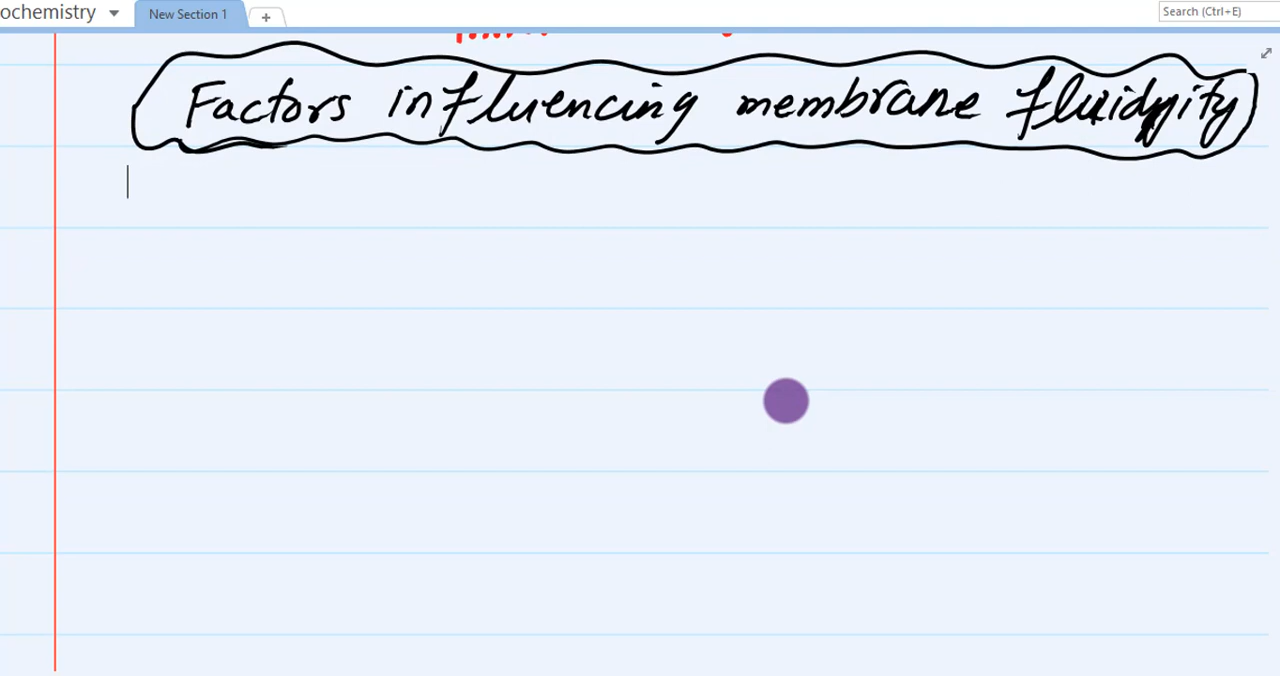 ochemistry
New Section 1
+
Search (Ctrl+E)
Factors influencing membrane fluidity